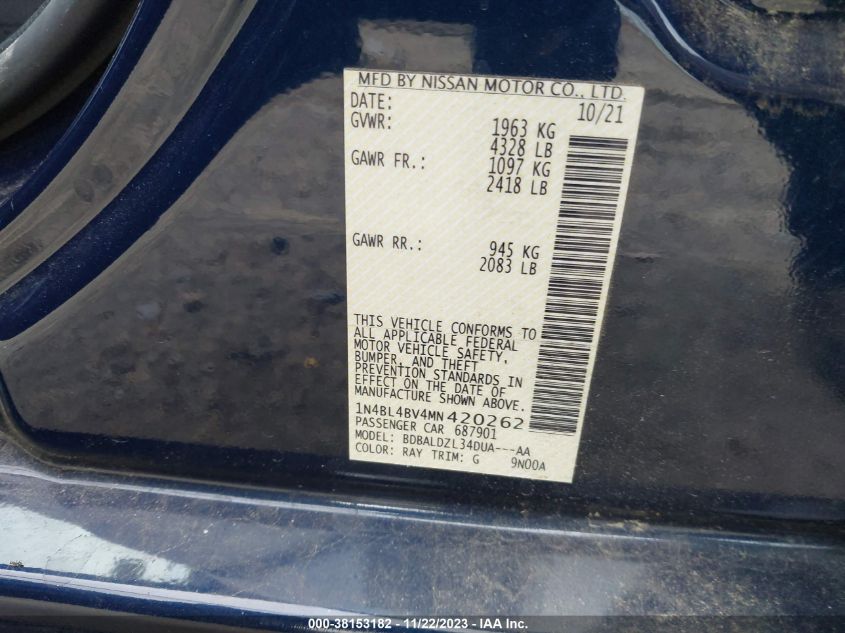 MFD BY NISSAN MOTOR CO., LTD.
DATE: 10/21
GVWR: 1963 KG
4328 LB
GAWR FR.: 1097 KG
2418 LB
GAWR RR.: 945 KG
2083 LB
THIS VEHICLE CONFORMS TO
ALL APPLICABLE FEDERAL
MOTOR VEHICLE SAFETY,
BUMPER, AND THEFT
PREVENTION STANDARDS IN
EFFECT ON THE DATE OF
MANUFACTURE SHOWN ABOVE.
1N4BL4BV4MN420262
PASSENGER CAR 687901
MODEL: BDBALDZL34DUA---AA
COLOR: RAY TRIM: G 9N00A
000-38153182 - 11/22/2023 - IAA Inc.